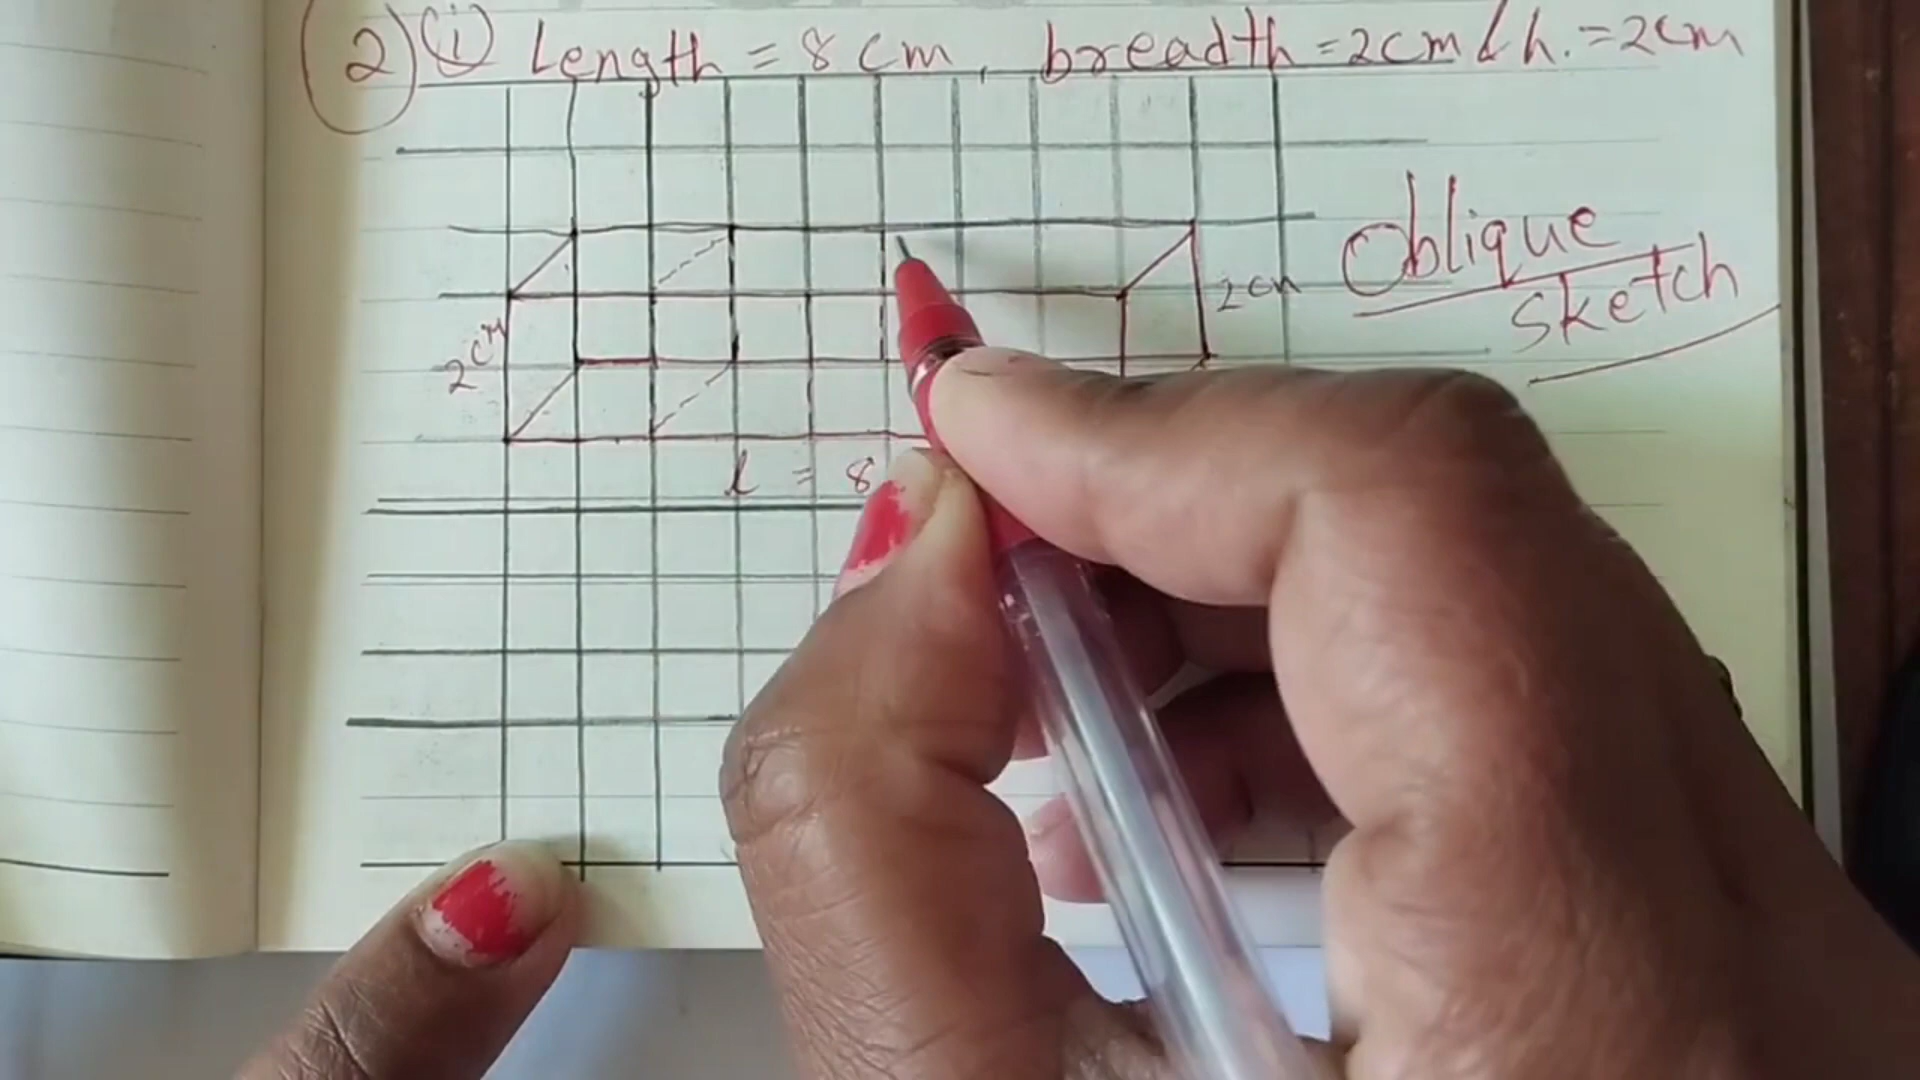 2) (i) Length = 8 cm, breadth = 2cm & h. = 2cm
Oblique
Sketch
2cm
2cm
l = 8